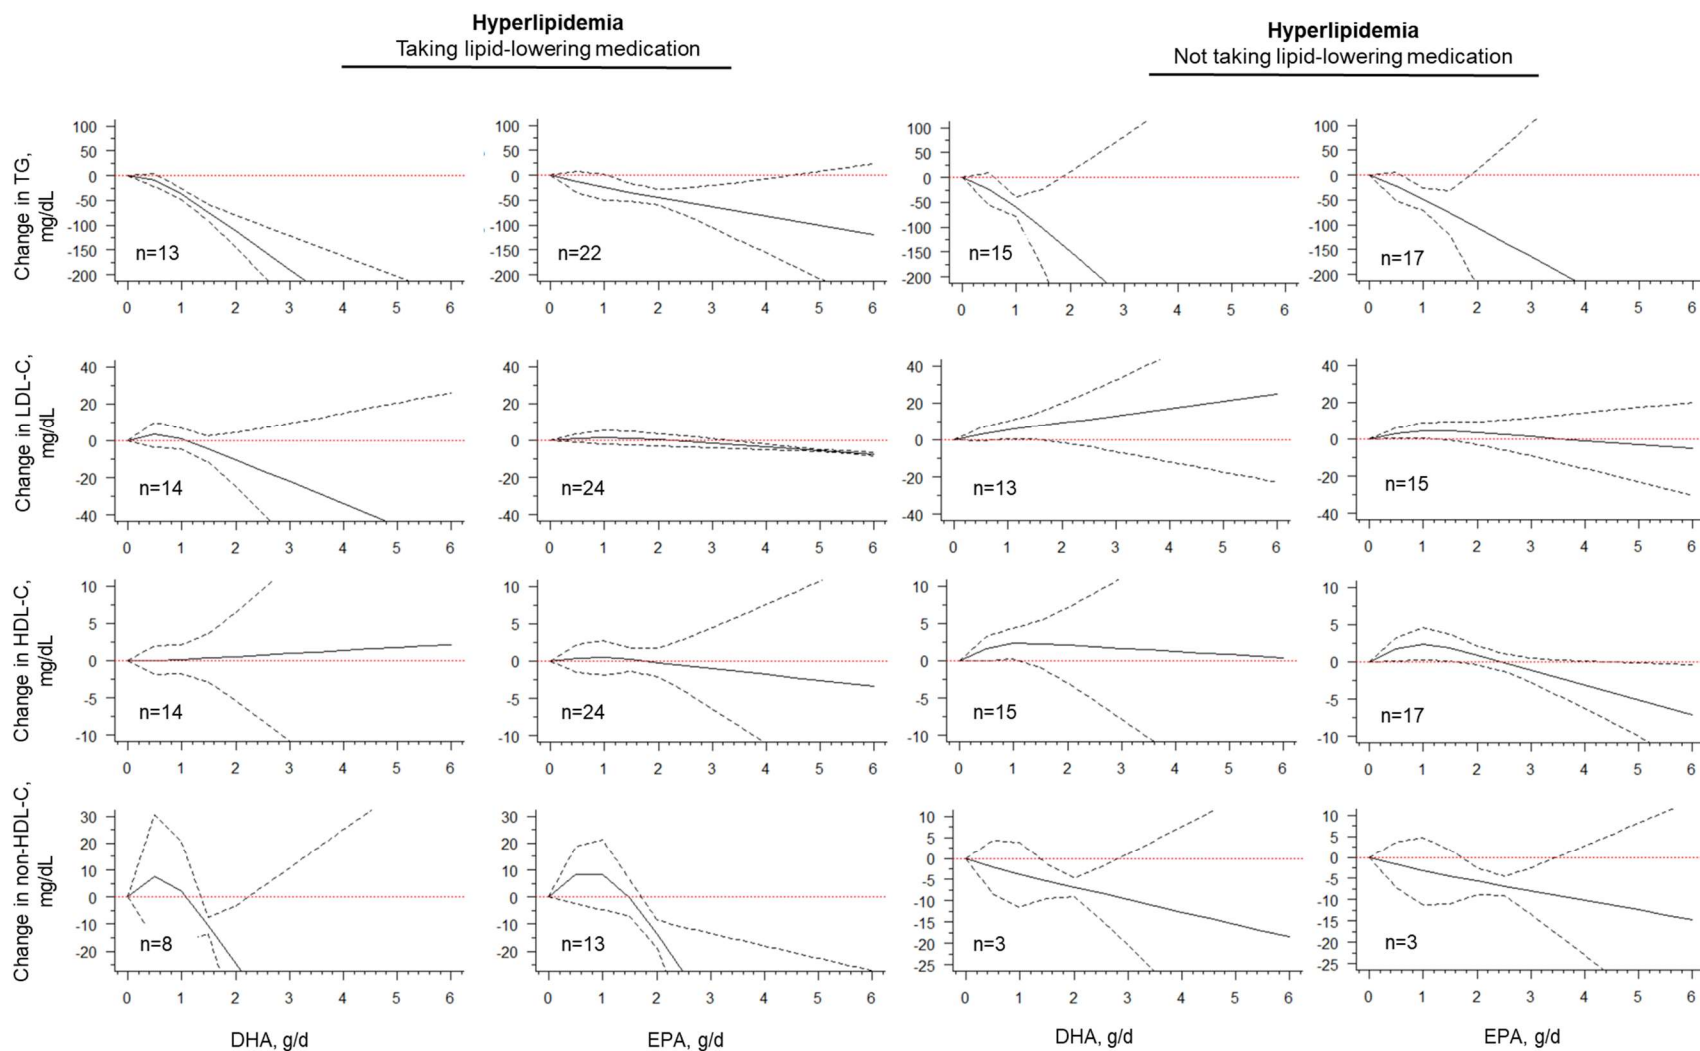 Hyperlipidemia
Taking lipid-lowering medication
Hyperlipidemia
Not taking lipid-lowering medication
Change in TG,
mg/dL
100
50
0
-50
-100
-150
-200
n=13
0 1 2 3 4 5 6
100
50
0
-50
-100
-150
-200
n=22
0 1 2 3 4 5 6
100
50
0
-50
-100
-150
-200
n=15
0 1 2 3 4 5 6
100
50
0
-50
-100
-150
-200
n=17
0 1 2 3 4 5 6
Change in LDL-C,
mg/dL
40
20
0
-20
-40
n=14
0 1 2 3 4 5 6
40
20
0
-20
-40
n=24
0 1 2 3 4 5 6
40
20
0
-20
-40
n=13
0 1 2 3 4 5 6
40
20
0
-20
-40
n=15
0 1 2 3 4 5 6
Change in HDL-C,
mg/dL
10
5
0
-5
-10
n=14
0 1 2 3 4 5 6
10
5
0
-5
-10
n=24
0 1 2 3 4 5 6
10
5
0
-5
-10
n=15
0 1 2 3 4 5 6
10
5
0
-5
-10
n=17
0 1 2 3 4 5 6
Change in non-HDL-C,
mg/dL
30
20
10
0
-10
-20
n=8
0 1 2 3 4 5 6
30
20
10
0
-10
-20
n=13
0 1 2 3 4 5 6
10
5
0
-5
-10
-15
-20
-25
n=3
0 1 2 3 4 5 6
10
5
0
-5
-10
-15
-20
-25
n=3
0 1 2 3 4 5 6
DHA, g/d
EPA, g/d
DHA, g/d
EPA, g/d